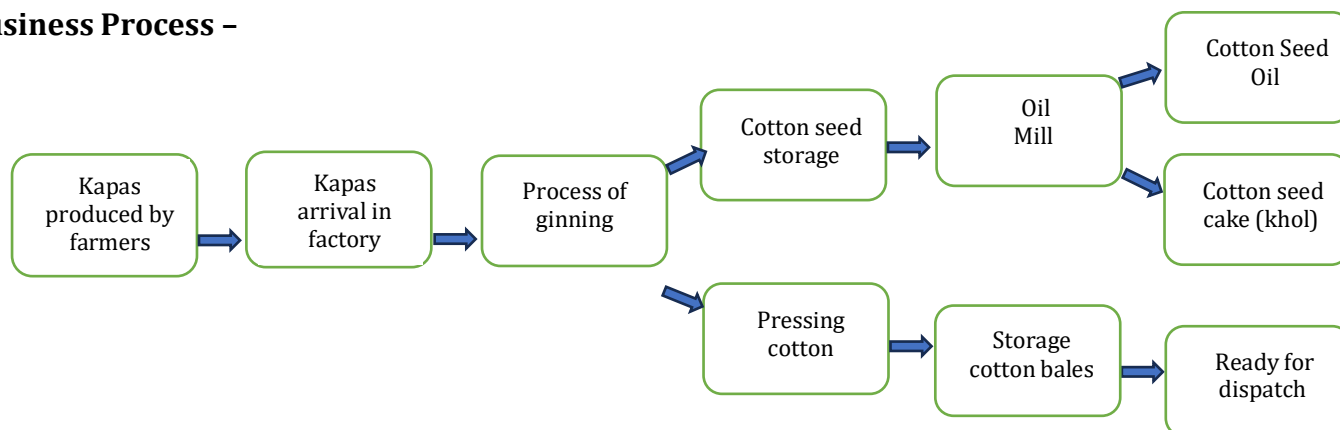 usiness Process –
Kapas
produced by
farmers
Kapas
arrival in
factory
Process of
ginning
Cotton seed
storage
Oil
Mill
Cotton Seed
Oil
Cotton seed
cake (khol)
Pressing
cotton
Storage
cotton bales
Ready for
dispatch